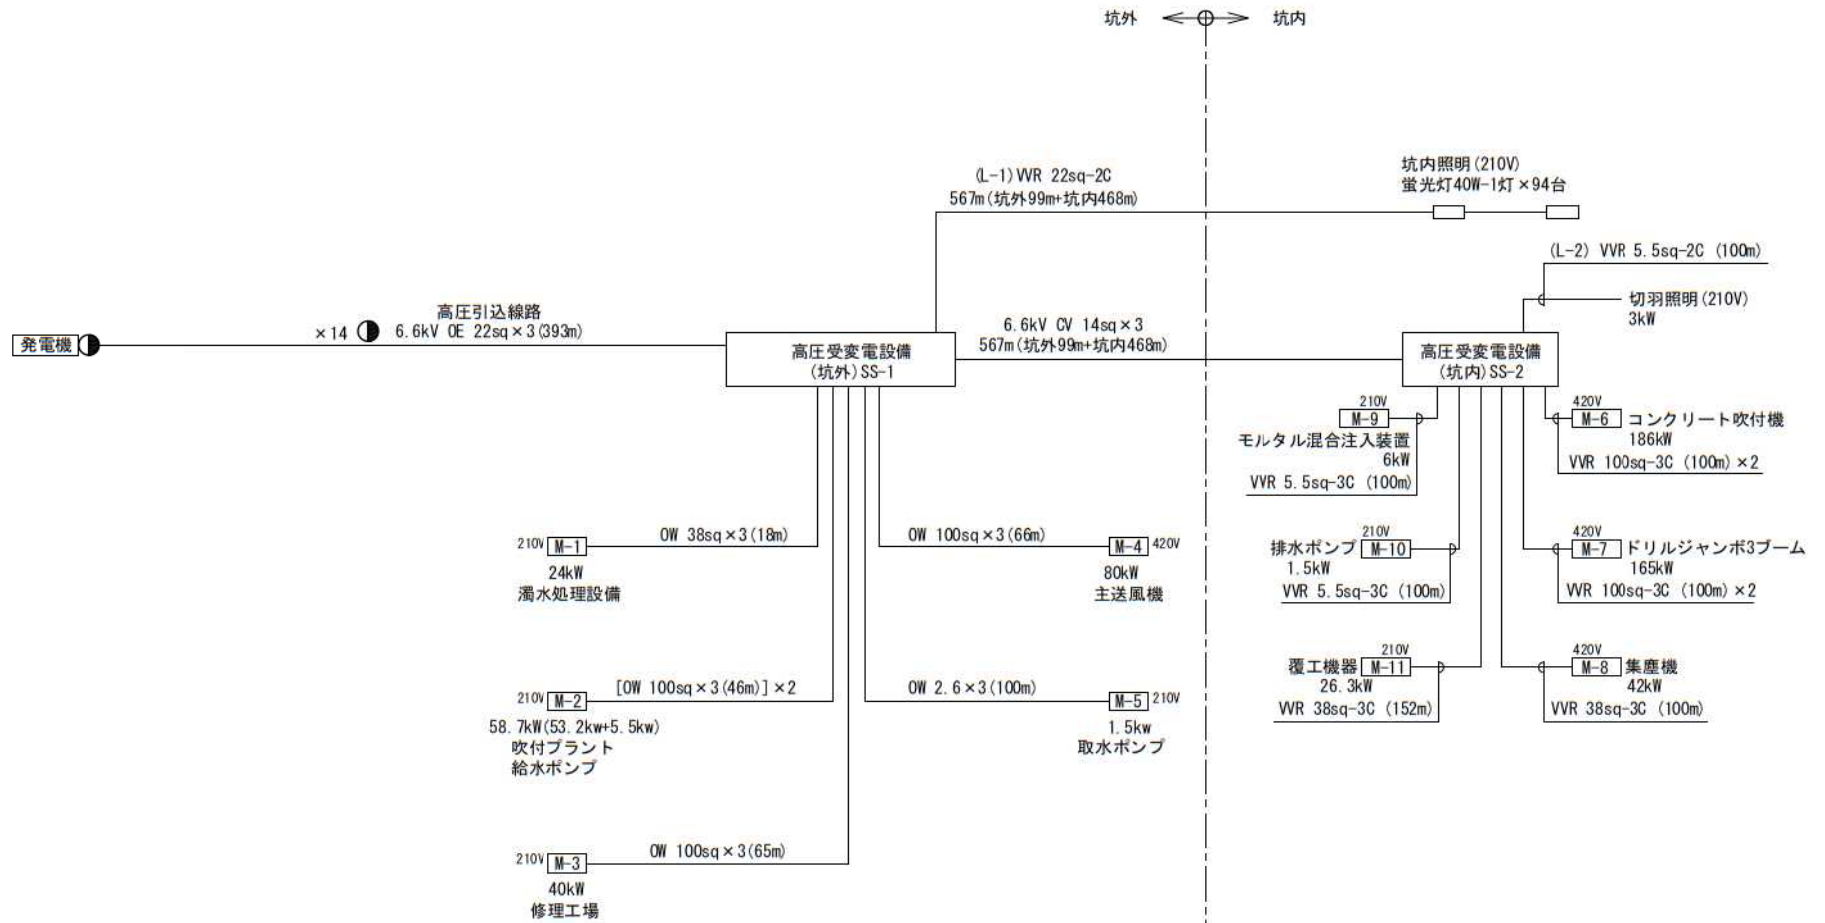 坑外
坑内
(L-1) VVR 22sq-2C
567m(坑外99m+坑内468m)
坑内照明(210V)
蛍光灯40W-1灯×94台
(L-2) VVR 5.5sq-2C (100m)
切羽照明(210V)
3kW
発電機
×14
高圧引込線路
6.6kV OE 22sq×3(393m)
高圧受変電設備
(坑外)SS-1
6.6kV CV 14sq×3
567m(坑外99m+坑内468m)
高圧受変電設備
(坑内)SS-2
210V
M-9
モルタル混合注入装置
6kW
VVR 5.5sq-3C (100m)
420V
M-6 コンクリート吹付機
186kW
VVR 100sq-3C (100m)×2
210V M-1
OW 38sq×3(18m)
24kW
濁水処理設備
OW 100sq×3(66m)
M-4 420V
80kW
主送風機
210V
排水ポンプ M-10
1.5kW
VVR 5.5sq-3C (100m)
420V
M-7 ドリルジャンボ3ブーム
165kW
VVR 100sq-3C (100m)×2
210V M-2
[OW 100sq×3(46m)]×2
58.7kW(53.2kw+5.5kw)
吹付プラント
給水ポンプ
OW 2.6×3(100m)
M-5 210V
1.5kw
取水ポンプ
210V
覆工機器 M-11
26.3kW
VVR 38sq-3C (152m)
420V
M-8 集塵機
42kW
VVR 38sq-3C (100m)
210V M-3
OW 100sq×3(65m)
40kW
修理工場